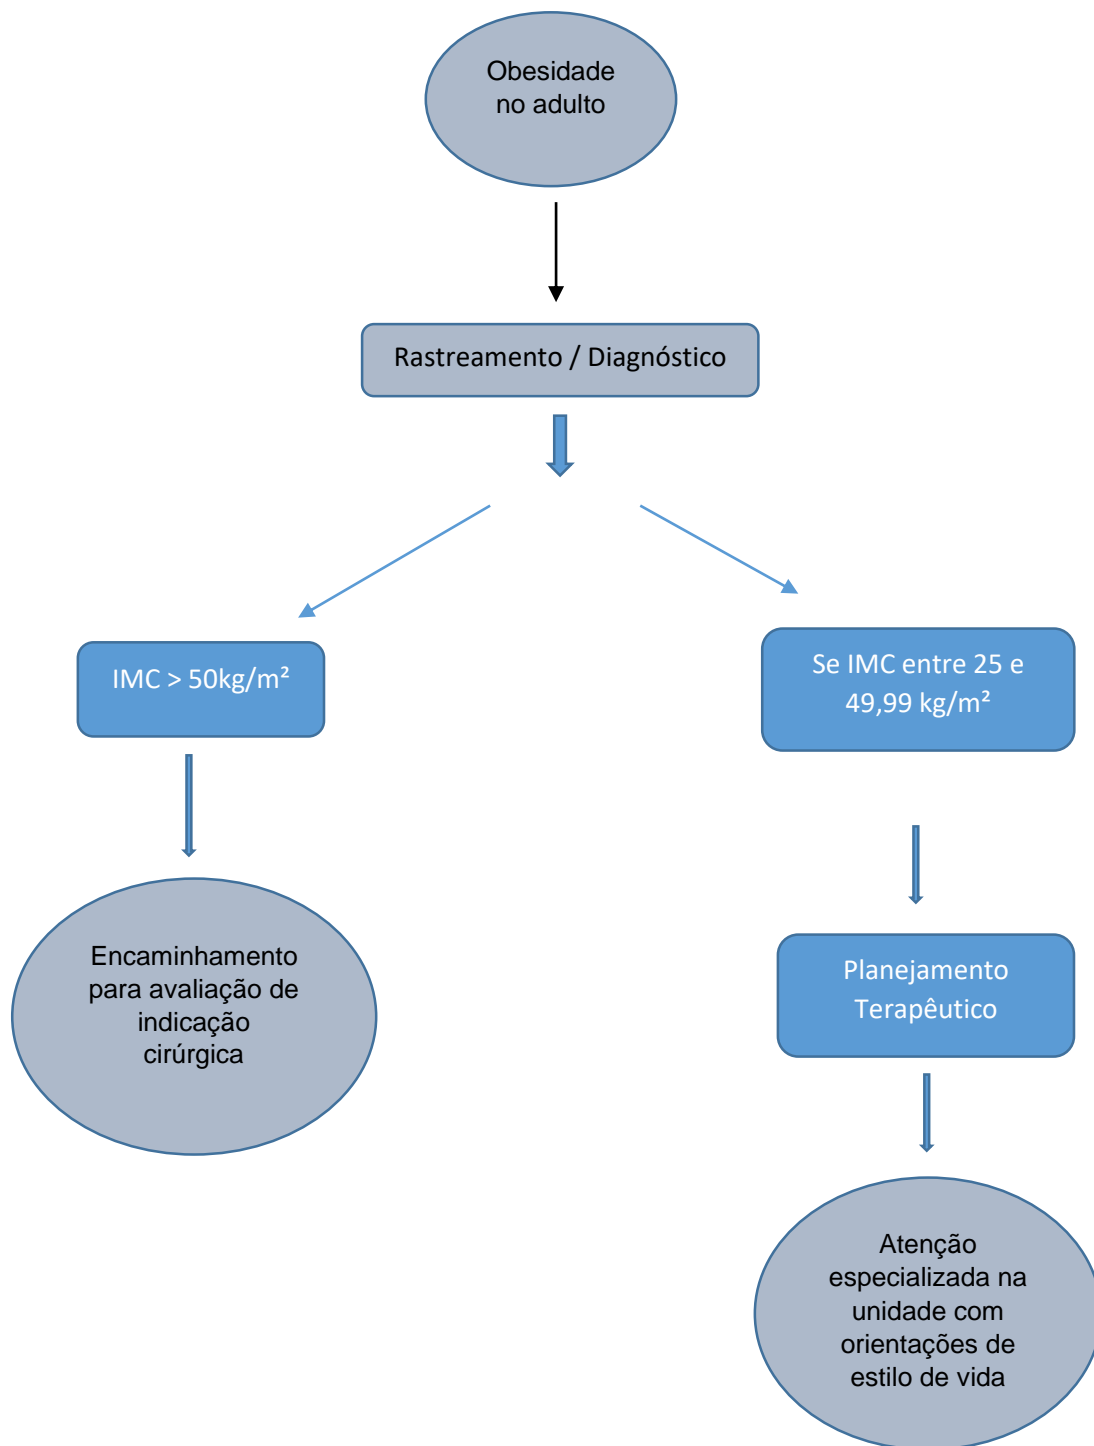 Obesidade
no adulto
Rastreamento / Diagnóstico
IMC > 50kg/m²
Se IMC entre 25 e
49,99 kg/m²
Encaminhamento
para avaliação de
indicação
cirúrgica
Planejamento
Terapêutico
Atenção
especializada na
unidade com
orientações de
estilo de vida